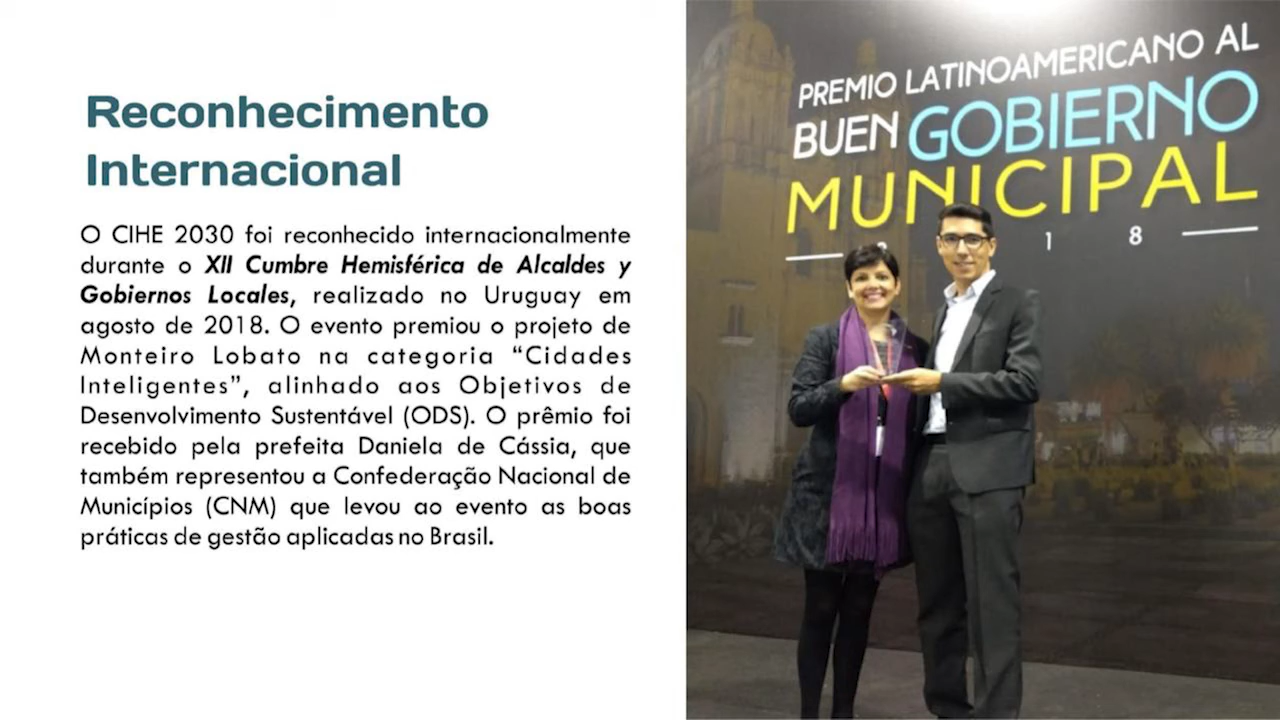 Reconhecimento
Internacional
O CIHE 2030 foi reconhecido internacionalmente
durante o XII Cumbre Hemisférica de Alcaldes y
Gobiernos Locales, realizado no Uruguay em
agosto de 2018. O evento premiou o projeto de
Monteiro Lobato na categoria “Cidades
Inteligentes”, alinhado aos Objetivos de
Desenvolvimento Sustentável (ODS). O prêmio foi
recebido pela prefeita Daniela de Cássia, que
também representou a Confederação Nacional de
Municípios (CNM) que levou ao evento as boas
práticas de gestão aplicadas no Brasil.
PREMIO LATINOAMERICANO AL
BUEN GOBIERNO
MUNICIPAL
1 8